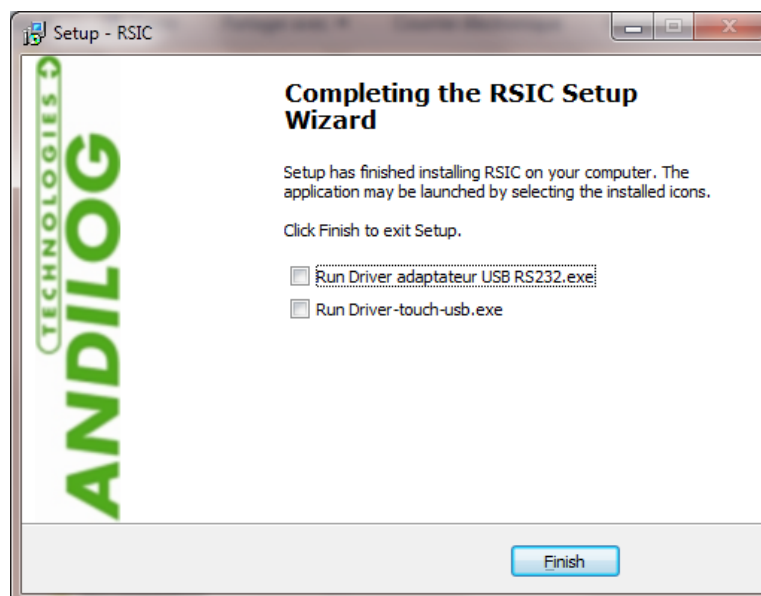 Setup - RSIC
TECHNOLOGIES
ANDILOG
Completing the RSIC Setup
Wizard
Setup has finished installing RSIC on your computer. The
application may be launched by selecting the installed icons.
Click Finish to exit Setup.
Run Driver adaptateur USB RS232.exe
Run Driver-touch-usb.exe
Finish